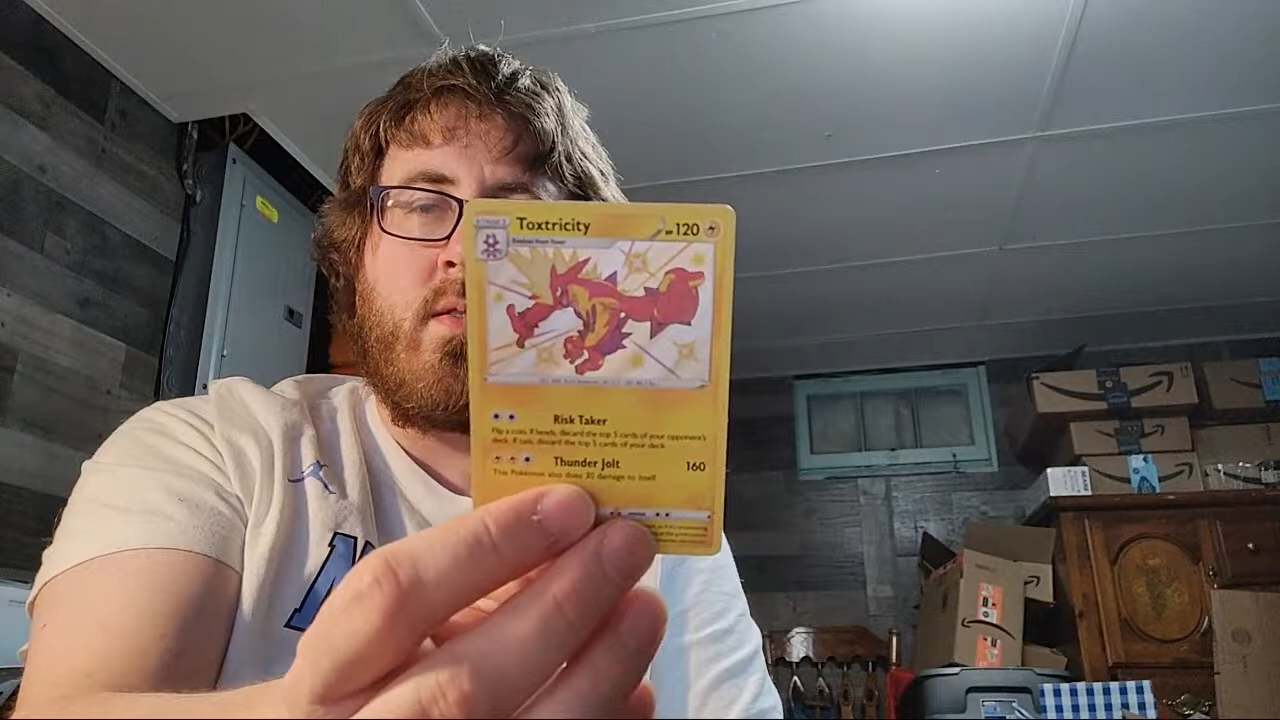 Toxtricity
120
Risk Taker
Flip a coin. If heads, discard the top 5 cards of your opponent's
deck. If tails, discard the top 5 cards of your deck.
Thunder Jolt 160
This Pokémon also does 30 damage to itself.